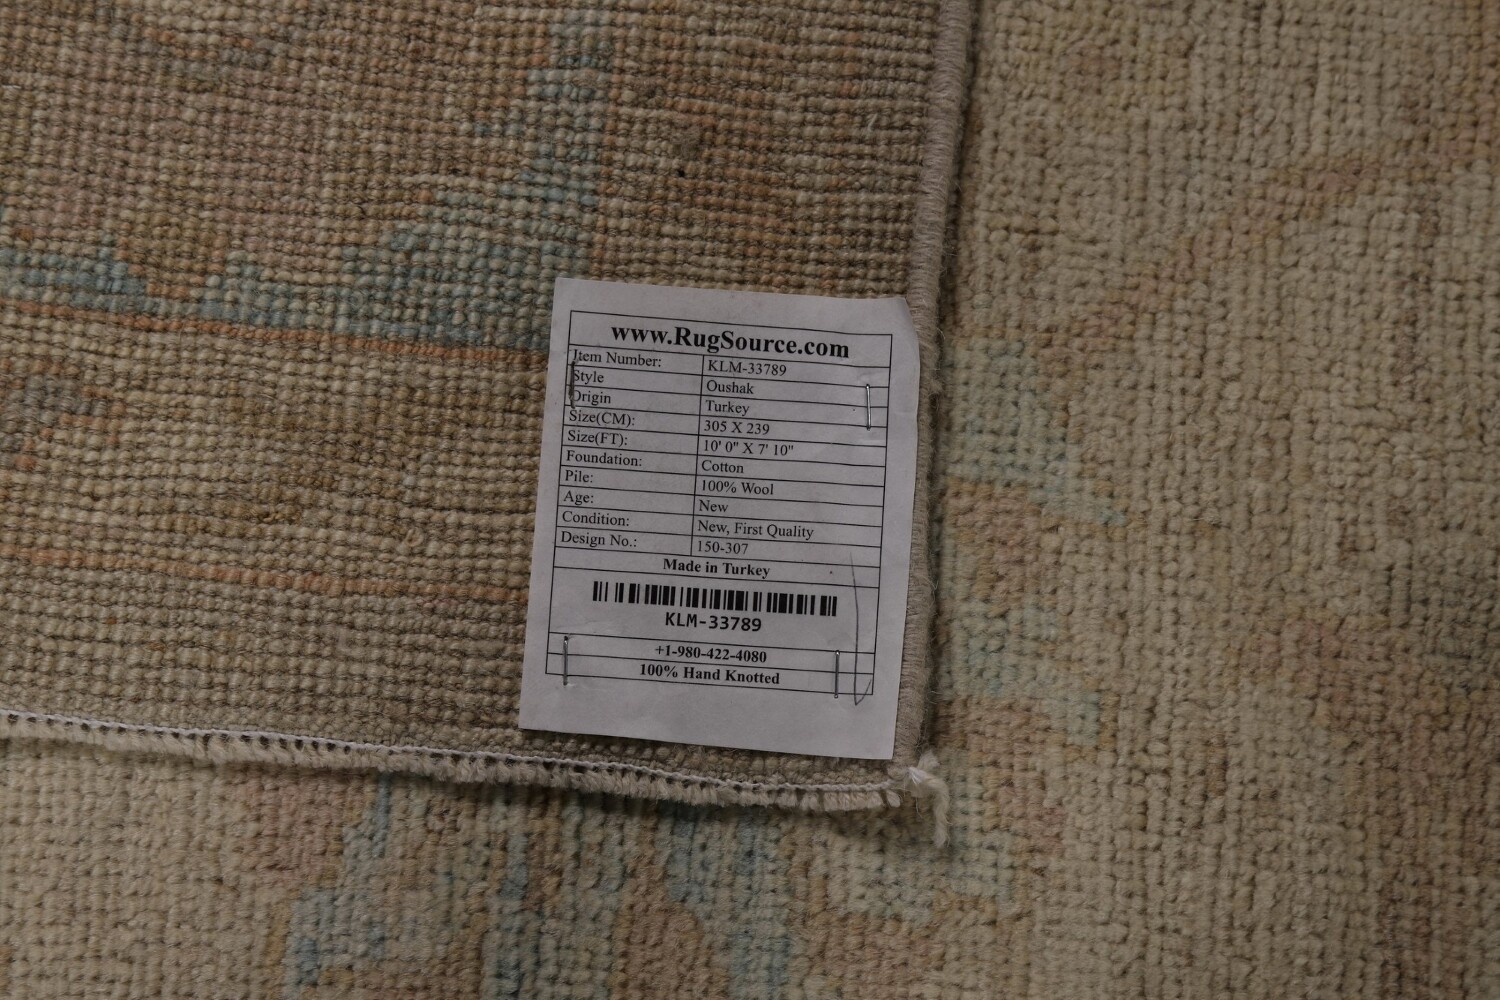 www.RugSource.com
Item Number: KLM-33789
Style Oushak
Origin Turkey
Size(CM): 305 X 239
Size(FT): 10' 0" X 7' 10"
Foundation: Cotton
Pile: 100% Wool
Age: New
Condition: New, First Quality
Design No.: 150-307
Made in Turkey
KLM-33789
+1-980-422-4080
100% Hand Knotted